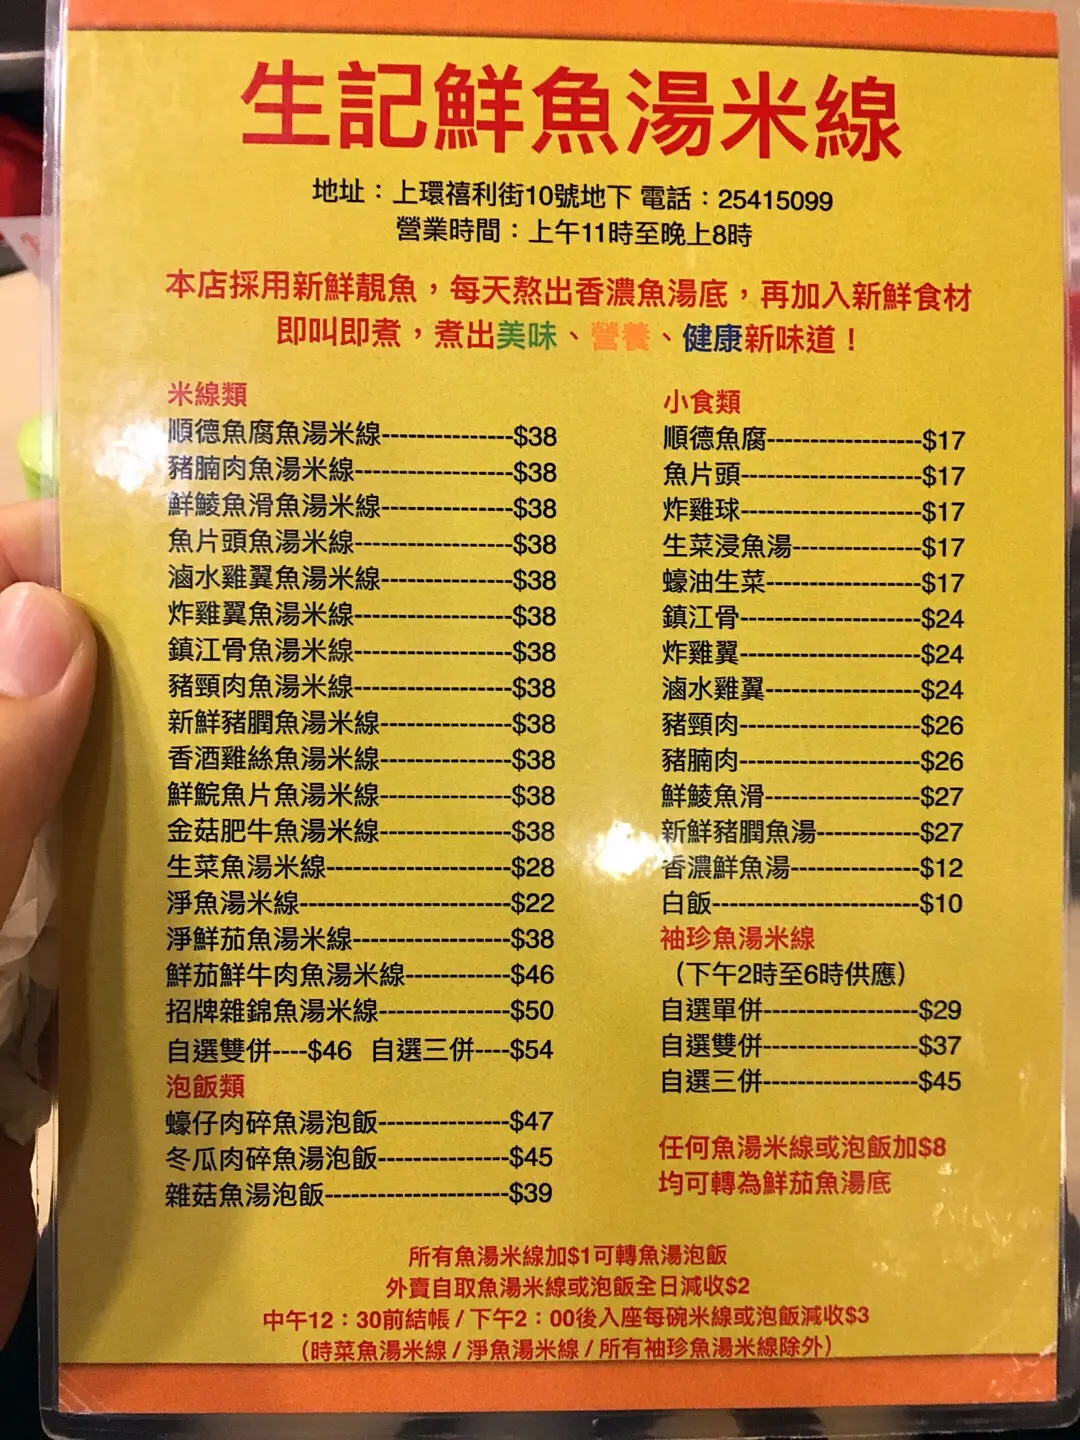 生記鮮魚湯米線
地址：上環禧利街10號地下 電話：25415099
營業時間：上午11時至晚上8時
本店採用新鮮靚魚，每天熬出香濃魚湯底，再加入新鮮食材
即叫即煮，煮出美味、營養、健康新味道！
米線類
順德魚腐魚湯米線---------------$38
豬腩肉魚湯米線------------------$38
鮮鯪魚滑魚湯米線---------------$38
魚片頭魚湯米線------------------$38
滷水雞翼魚湯米線---------------$38
炸雞翼魚湯米線------------------$38
鎮江骨魚湯米線------------------$38
豬頸肉魚湯米線------------------$38
新鮮豬膶魚湯米線---------------$38
香酒雞絲魚湯米線---------------$38
鮮鯇魚片魚湯米線---------------$38
金菇肥牛魚湯米線---------------$38
生菜魚湯米線---------------------$28
淨魚湯米線------------------------$22
淨鮮茄魚湯米線------------------$38
鮮茄鮮牛肉魚湯米線------------$46
招牌雜錦魚湯米線---------------$50
自選雙併----$46 自選三併----$54
泡飯類
蠔仔肉碎魚湯泡飯---------------$47
冬瓜肉碎魚湯泡飯---------------$45
雜菇魚湯泡飯---------------------$39
小食類
順德魚腐------------------$17
魚片頭---------------------$17
炸雞球---------------------$17
生菜浸魚湯---------------$17
蠔油生菜------------------$17
鎮江骨---------------------$24
炸雞翼---------------------$24
滷水雞翼------------------$24
豬頸肉---------------------$26
豬腩肉---------------------$26
鮮鯪魚滑------------------$27
新鮮豬膶魚湯------------$27
香濃鮮魚湯---------------$12
白飯------------------------$10
袖珍魚湯米線
（下午2時至6時供應）
自選單併------------------$29
自選雙併------------------$37
自選三併------------------$45
任何魚湯米線或泡飯加$8
均可轉為鮮茄魚湯底
所有魚湯米線加$1可轉魚湯泡飯
外賣自取魚湯米線或泡飯全日減收$2
中午12：30前結帳 / 下午2：00後入座每碗米線或泡飯減收$3
（時菜魚湯米線 / 淨魚湯米線 / 所有袖珍魚湯米線除外）